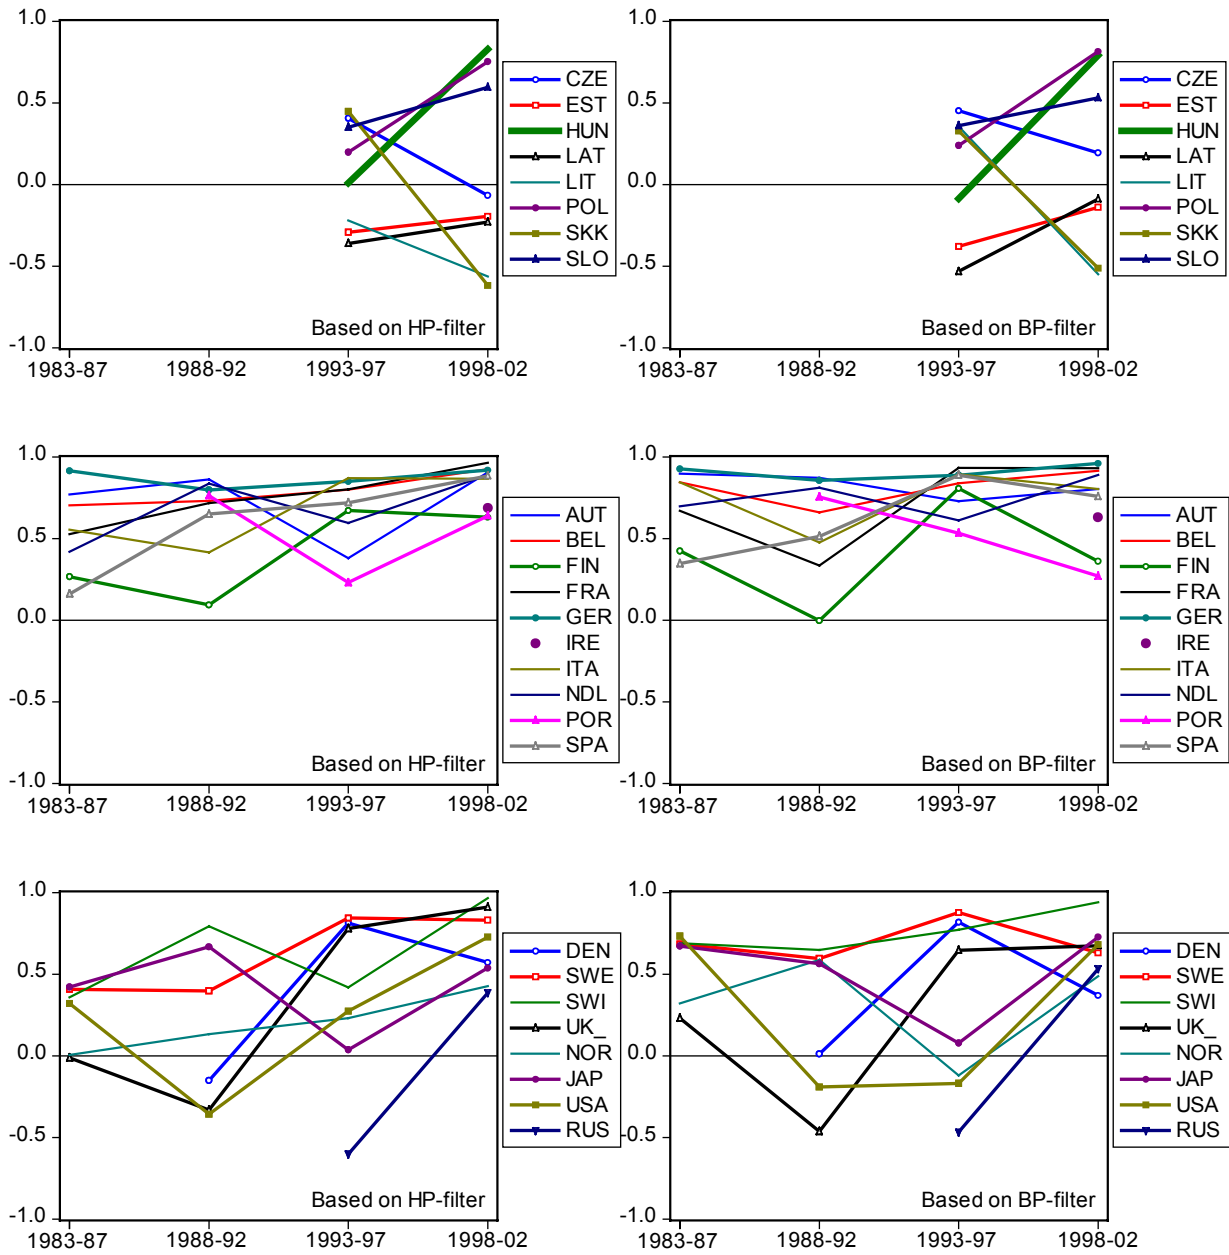 1.0
0.5
0.0
-0.5
-1.0
1983-87 1988-92 1993-97 1998-02
Based on HP-filter
CZE
EST
HUN
LAT
LIT
POL
SKK
SLO
1.0
0.5
0.0
-0.5
-1.0
1983-87 1988-92 1993-97 1998-02
Based on BP-filter
CZE
EST
HUN
LAT
LIT
POL
SKK
SLO
1.0
0.5
0.0
-0.5
-1.0
1983-87 1988-92 1993-97 1998-02
Based on HP-filter
AUT
BEL
FIN
FRA
GER
IRE
ITA
NDL
POR
SPA
1.0
0.5
0.0
-0.5
-1.0
1983-87 1988-92 1993-97 1998-02
Based on BP-filter
AUT
BEL
FIN
FRA
GER
IRE
ITA
NDL
POR
SPA
1.0
0.5
0.0
-0.5
-1.0
1983-87 1988-92 1993-97 1998-02
Based on HP-filter
DEN
SWE
SWI
UK_
NOR
JAP
USA
RUS
1.0
0.5
0.0
-0.5
-1.0
1983-87 1988-92 1993-97 1998-02
Based on BP-filter
DEN
SWE
SWI
UK_
NOR
JAP
USA
RUS